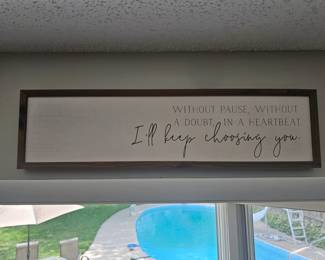 WITHOUT PAUSE, WITHOUT
A DOUBT, IN A HEARTBEAT
I'll keep choosing you.